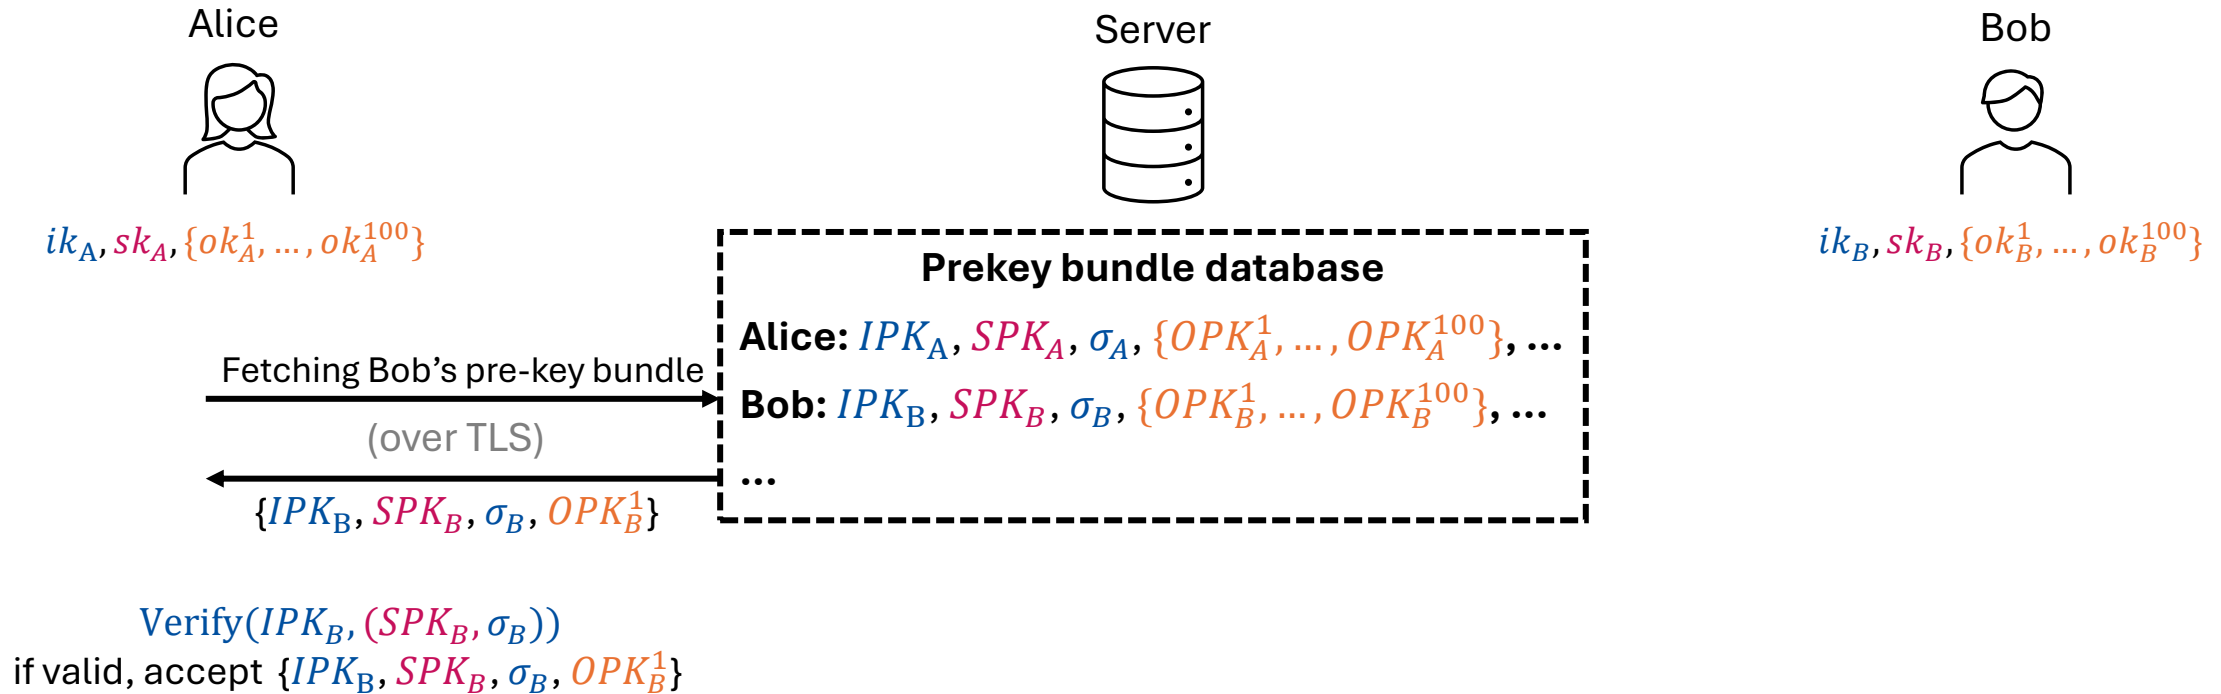 Alice
Server
Bob
ik_A, sk_A, {ok_A^1, ..., ok_A^100}
ik_B, sk_B, {ok_B^1, ..., ok_B^100}
Prekey bundle database
Alice: IPK_A, SPK_A, σ_A, {OPK_A^1, ..., OPK_A^100}, ...
Fetching Bob's pre-key bundle
Bob: IPK_B, SPK_B, σ_B, {OPK_B^1, ..., OPK_B^100}, ...
(over TLS)
...
{IPK_B, SPK_B, σ_B, OPK_B^1}
Verify(IPK_B, (SPK_B, σ_B))
if valid, accept {IPK_B, SPK_B, σ_B, OPK_B^1}